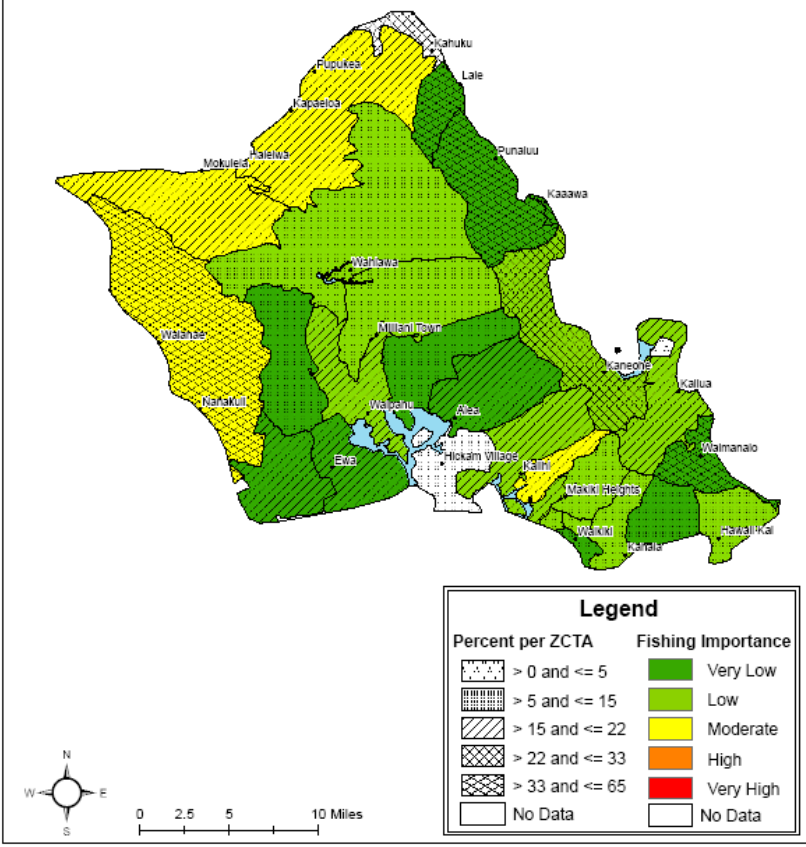 Kahuku
Pupukea
Laie
Kapaeloa
Punaluu
Haleiwa
Mokuleia
Kaaawa
Wahiawa
Mililani Town
Waianae
Kaneohe
Kailua
Nanakuli
Waipahu
Aiea
Waimanalo
Ewa
Hickam Village
Kalihi
Makiki Heights
Waikiki
Hawaii Kai
Kahala
Legend
Percent per ZCTA Fishing Importance
> 0 and <= 5 Very Low
> 5 and <= 15 Low
> 15 and <= 22 Moderate
> 22 and <= 33 High
> 33 and <= 65 Very High
No Data No Data
N
W E
S
0 2.5 5 10 Miles